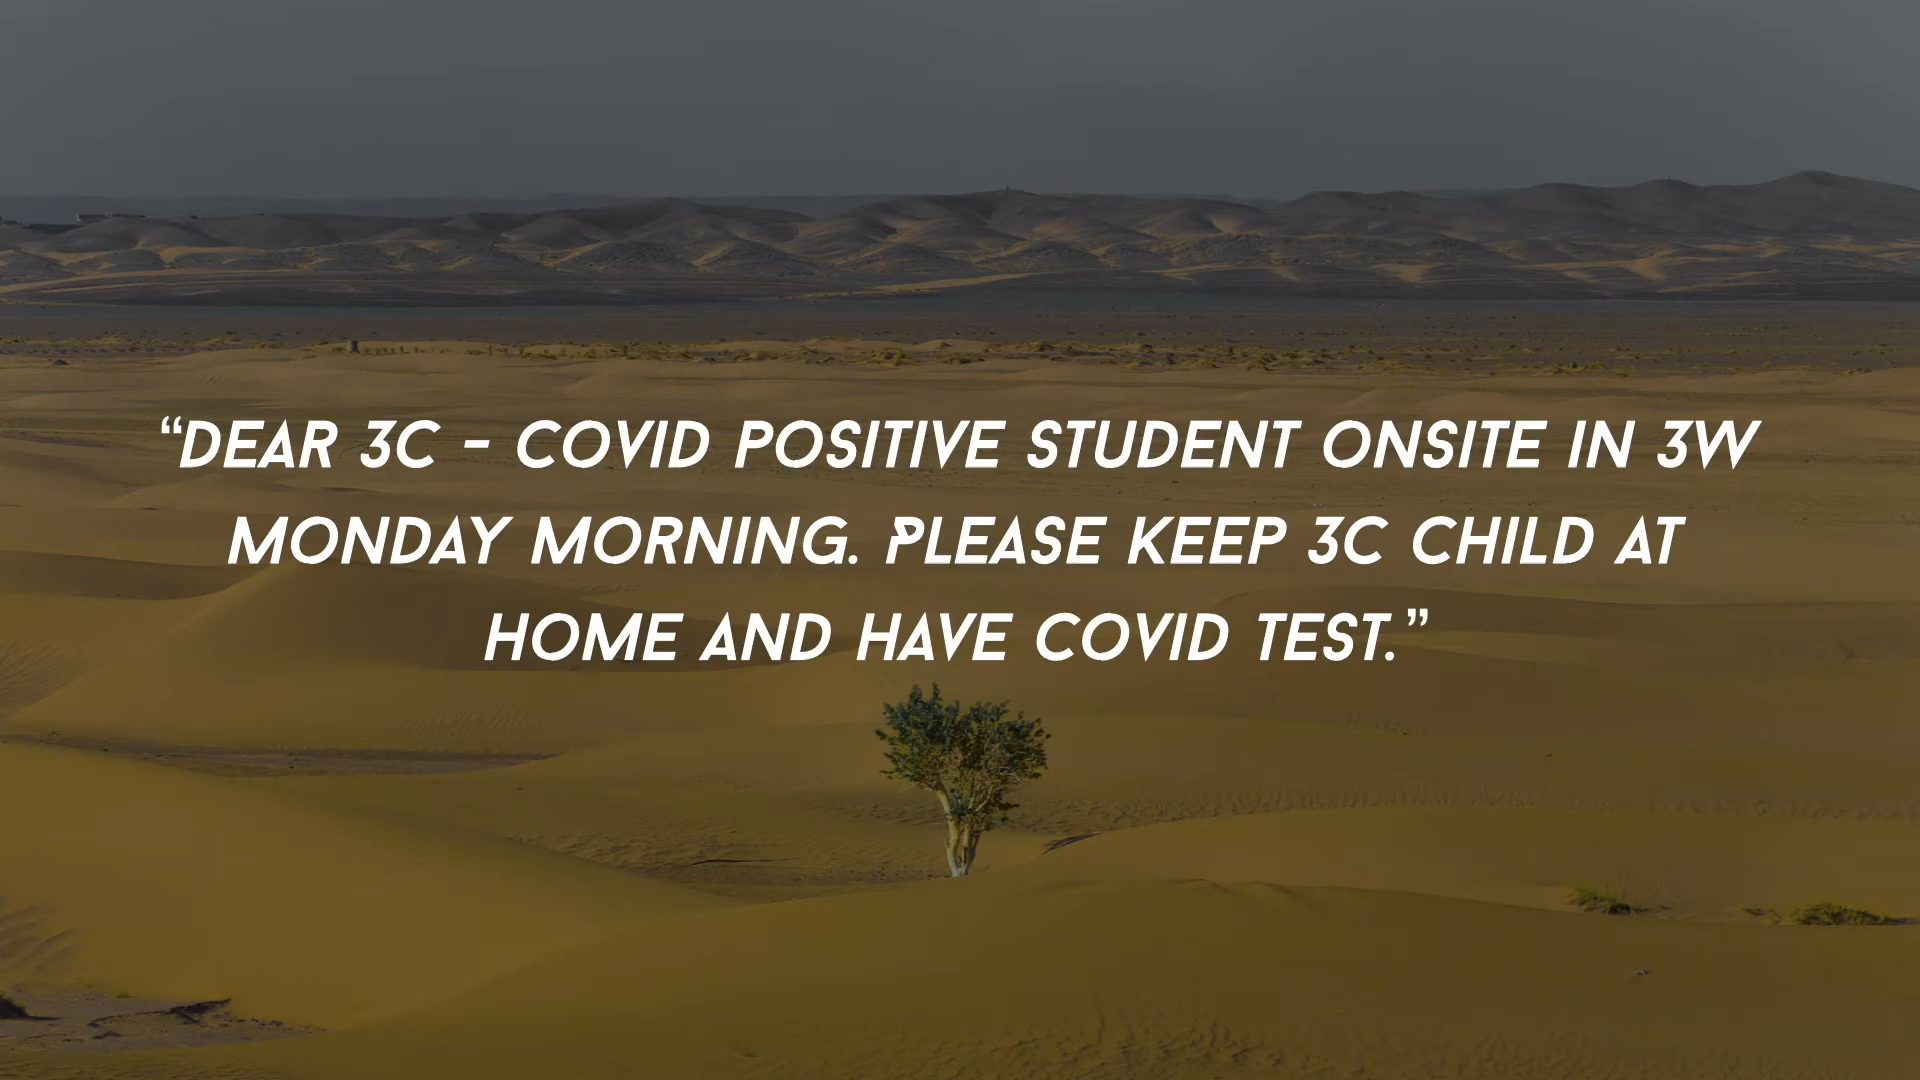 “DEAR 3C - COVID POSITIVE STUDENT ONSITE IN 3W
MONDAY MORNING. PLEASE KEEP 3C CHILD AT
HOME AND HAVE COVID TEST.”